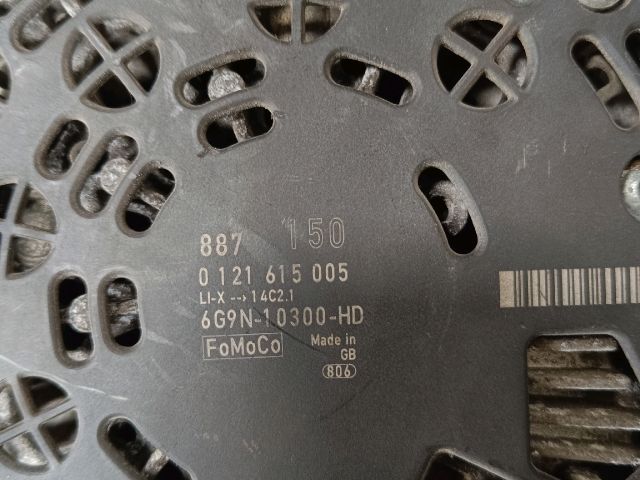 887 150
0 121 615 005
LI-X --> 14C2.1
6G9N-10300-HD
FoMoCo Made in
GB
806